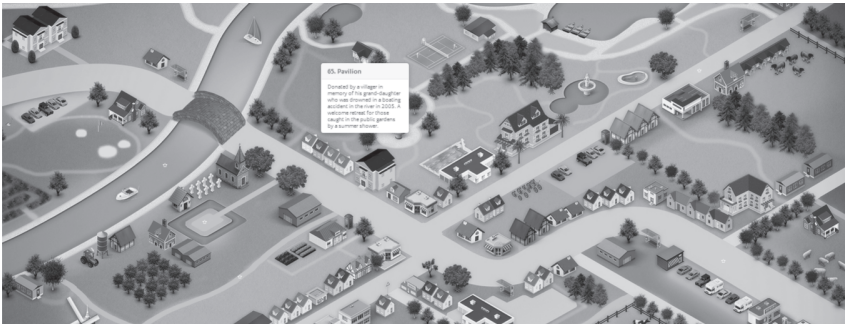 65. Pavilion
Donated by a villager in
memory of his grand-daughter
who was drowned in a boating
accident in the river in 2005. A
welcome retreat for those
caught in the public gardens
by a summer shower.